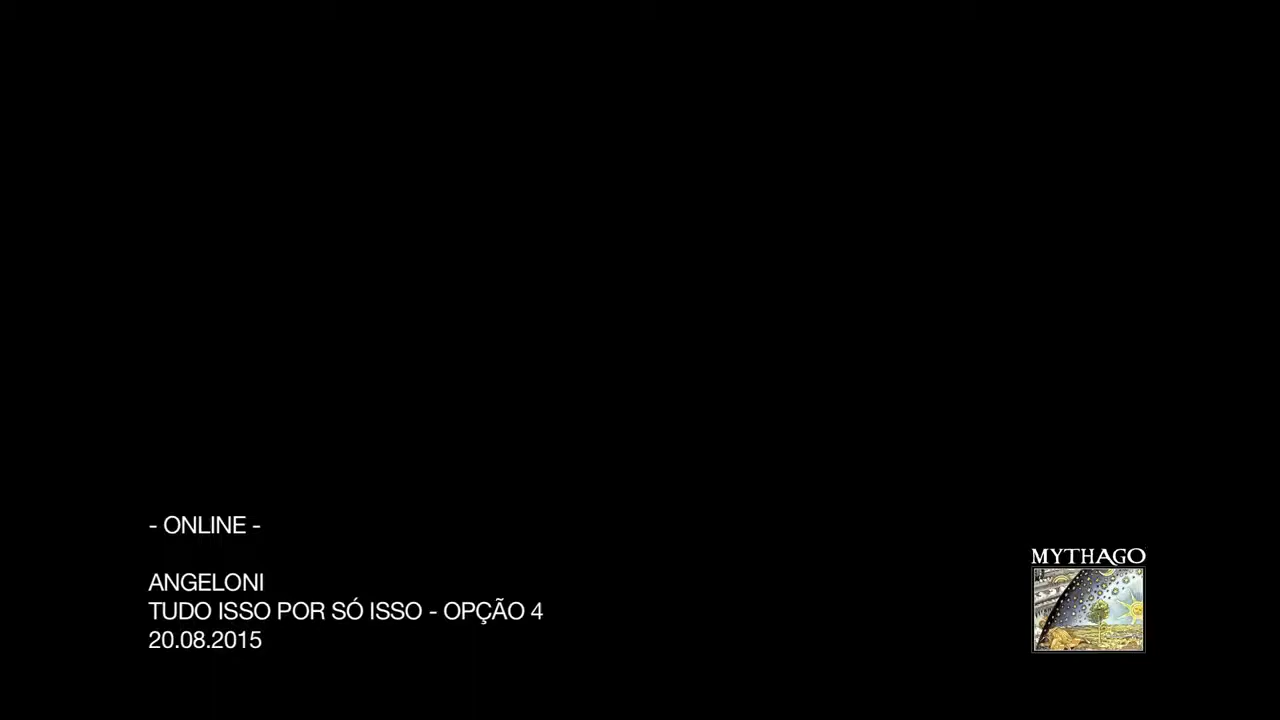 - ONLINE -
ANGELONI
TUDO ISSO POR SÓ ISSO - OPÇÃO 4
20.08.2015
MYTHAGO